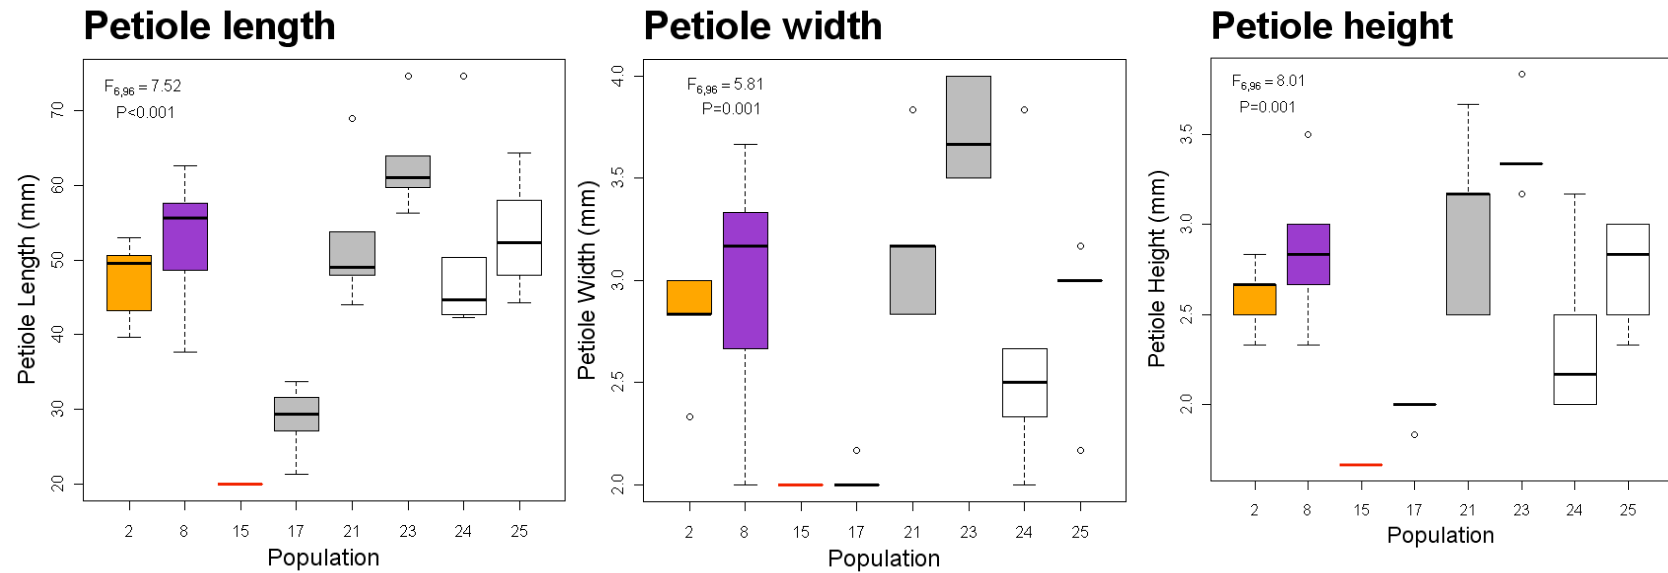 Petiole length
F6,96 = 7.52
P<0.001
Petiole Length (mm)
70
60
50
40
30
20
2 8 15 17 21 23 24 25
Population
Petiole width
F6,96 = 5.81
P=0.001
Petiole Width (mm)
4.0
3.5
3.0
2.5
2.0
2 8 15 17 21 23 24 25
Population
Petiole height
F6,96 = 8.01
P=0.001
Petiole Height (mm)
3.5
3.0
2.5
2.0
2 8 15 17 21 23 24 25
Population